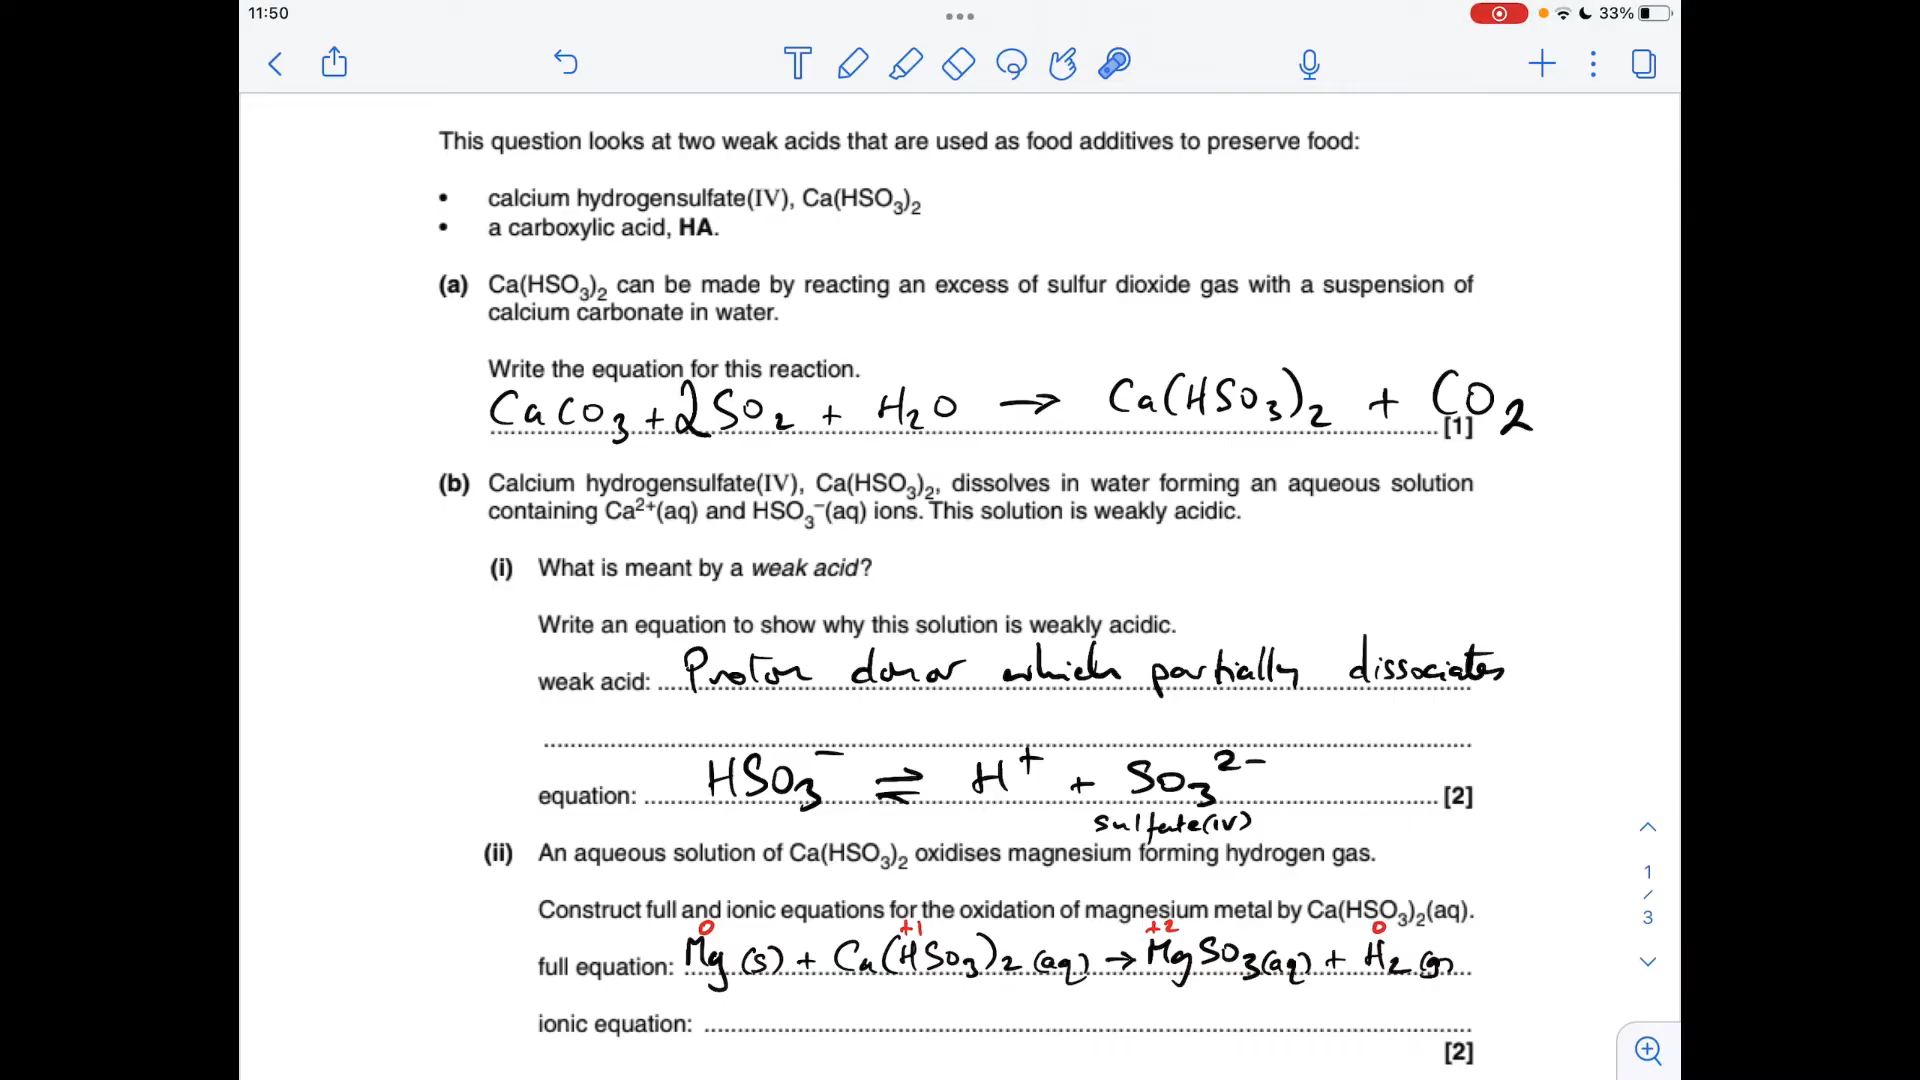 11:50
33%
This question looks at two weak acids that are used as food additives to preserve food:
• calcium hydrogensulfate(IV), Ca(HSO₃)₂
• a carboxylic acid, HA.
(a) Ca(HSO₃)₂ can be made by reacting an excess of sulfur dioxide gas with a suspension of
calcium carbonate in water.
Write the equation for this reaction.
CaCO₃ + 2SO₂ + H₂O → Ca(HSO₃)₂ + CO₂
[1]
(b) Calcium hydrogensulfate(IV), Ca(HSO₃)₂, dissolves in water forming an aqueous solution
containing Ca²⁺(aq) and HSO₃⁻(aq) ions. This solution is weakly acidic.
(i) What is meant by a weak acid?
Write an equation to show why this solution is weakly acidic.
weak acid: Proton donor which partially dissociates
equation: HSO₃⁻ ⇌ H⁺ + SO₃²⁻ [2]
sulfate(IV)
(ii) An aqueous solution of Ca(HSO₃)₂ oxidises magnesium forming hydrogen gas.
Construct full and ionic equations for the oxidation of magnesium metal by Ca(HSO₃)₂(aq).
0 +1 +2 0
full equation: Mg (s) + Ca(HSO₃)₂ (aq) → MgSO₃(aq) + H₂ (g)
ionic equation:
[2]
1
/
3